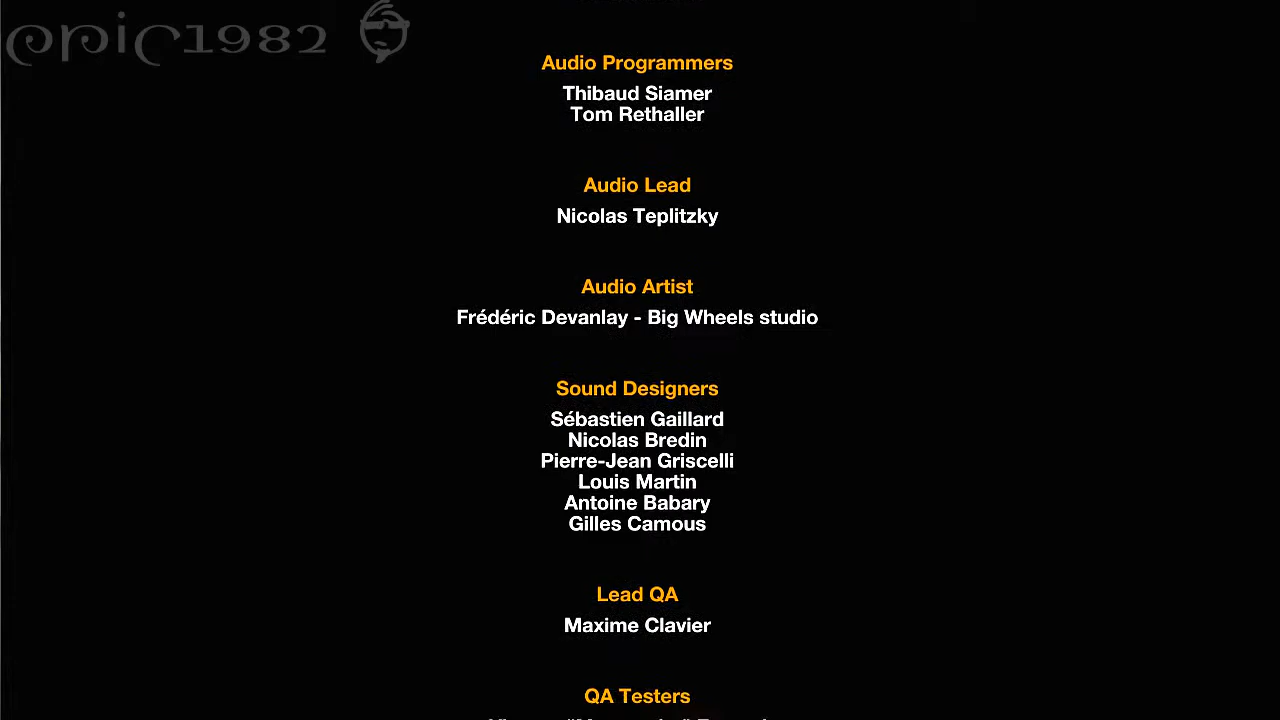 epic1982
Audio Programmers
Thibaud Siamer
Tom Rethaller
Audio Lead
Nicolas Teplitzky
Audio Artist
Frédéric Devanlay - Big Wheels studio
Sound Designers
Sébastien Gaillard
Nicolas Bredin
Pierre-Jean Griscelli
Louis Martin
Antoine Babary
Gilles Camous
Lead QA
Maxime Clavier
QA Testers